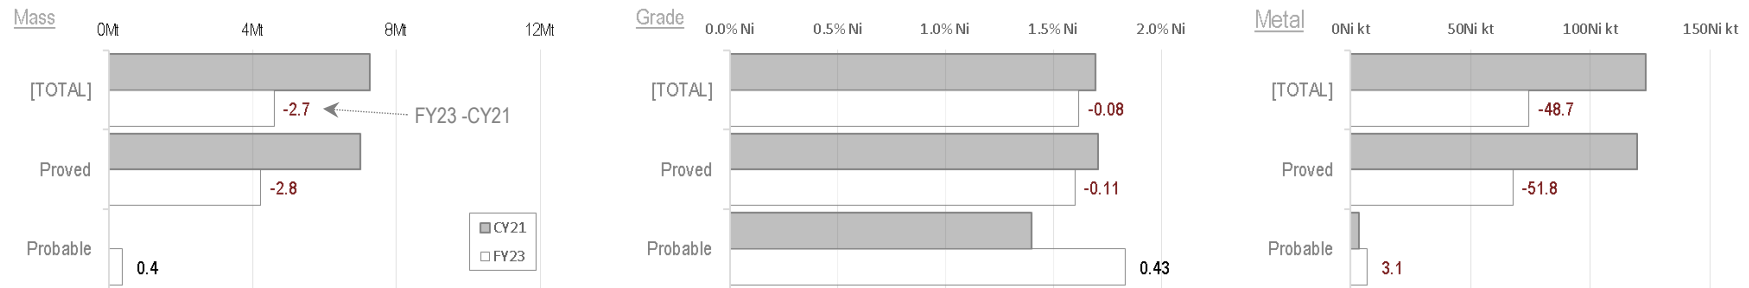 Mass
0Mt 4Mt 8Mt 12Mt
[TOTAL]
-2.7
FY23 -CY21
Proved
-2.8
Probable
0.4
CY21
FY23
Grade
0.0% Ni 0.5% Ni 1.0% Ni 1.5% Ni 2.0% Ni
[TOTAL]
-0.08
Proved
-0.11
Probable
0.43
Metal
0Ni kt 50Ni kt 100Ni kt 150Ni kt
[TOTAL]
-48.7
Proved
-51.8
Probable
3.1